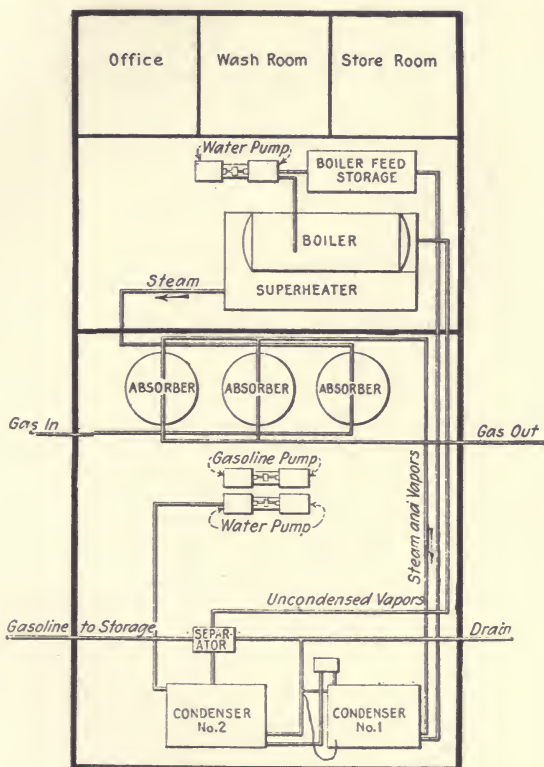 Office
Wash Room
Store Room
Water Pump
BOILER FEED
STORAGE
BOILER
SUPERHEATER
Steam
ABSORBER
ABSORBER
ABSORBER
Gas In
Gas Out
Gasoline Pump
Water Pump
Steam and Vapors
Uncondensed Vapors
Gasoline to Storage
SEPAR-
ATOR
Drain
CONDENSER
No.2
CONDENSER
No.1